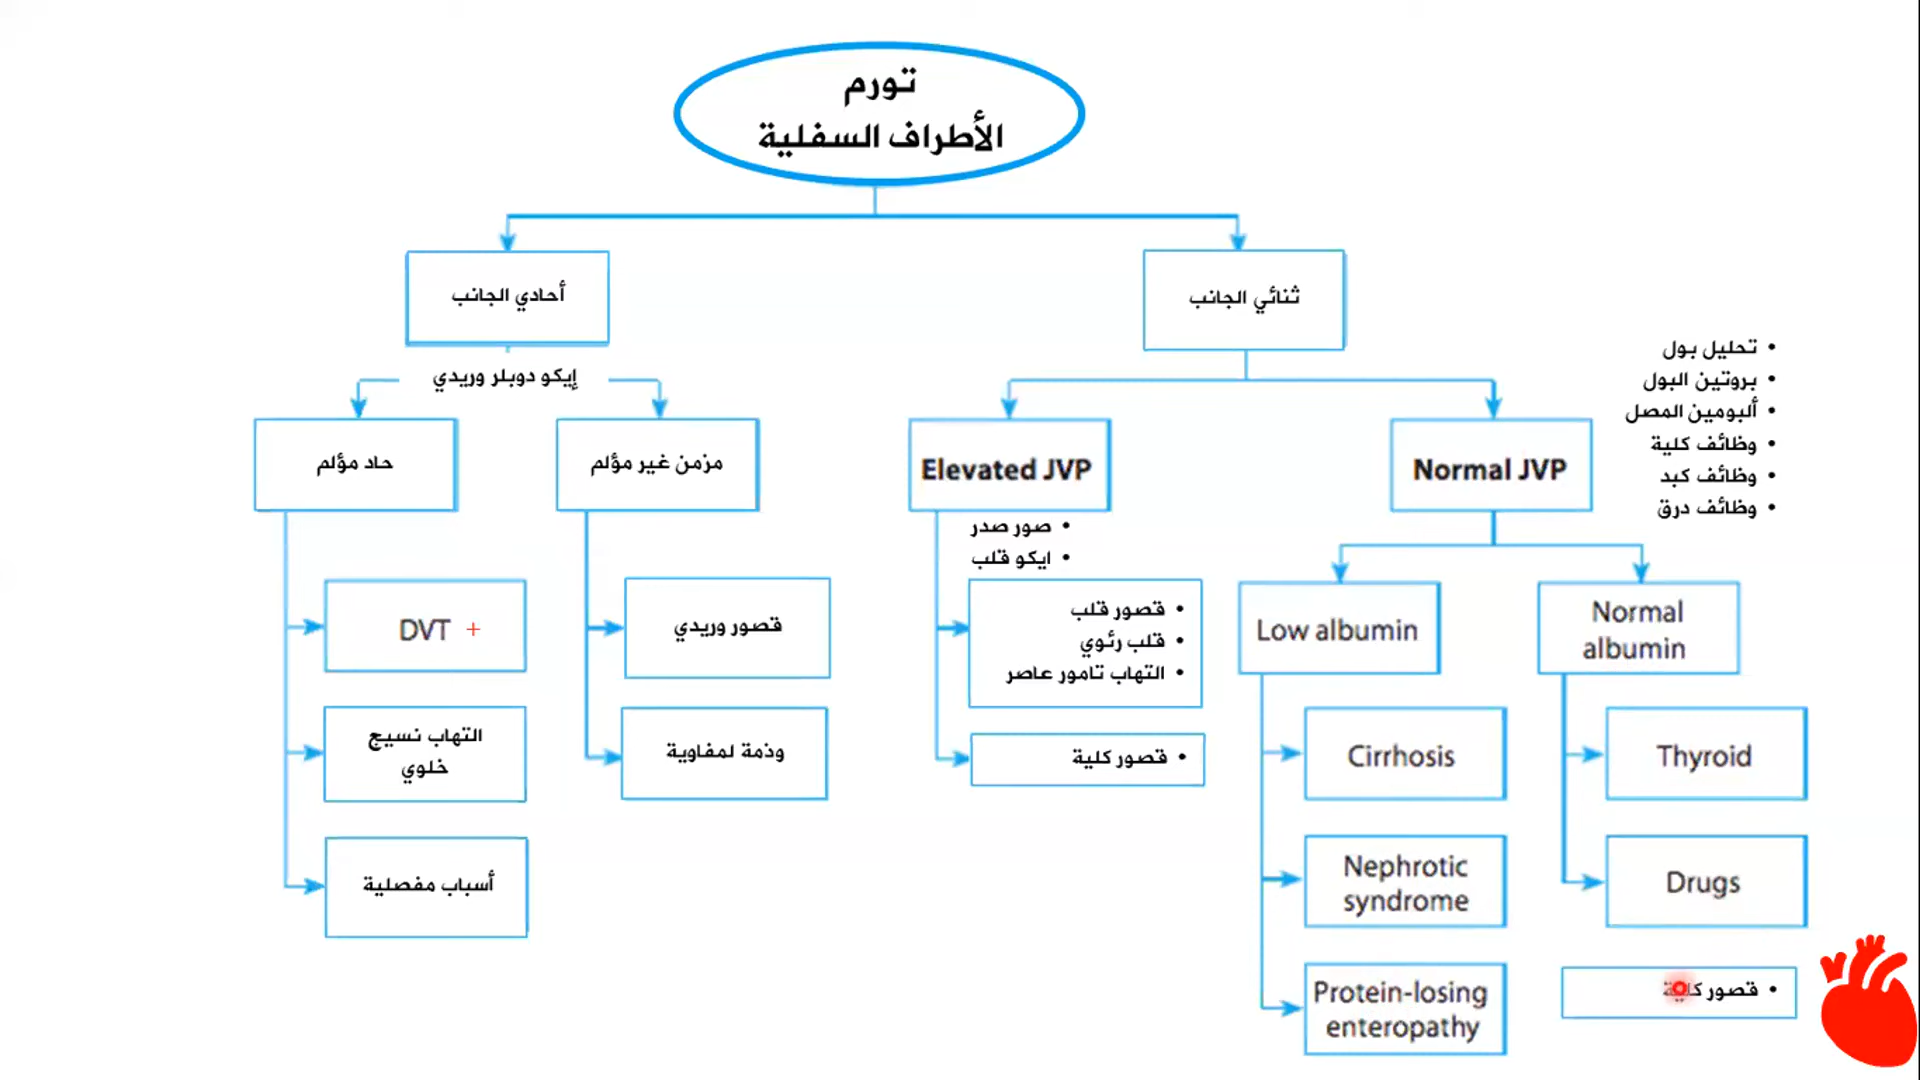 تورم
الأطراف السفلية
أحادي الجانب
ثنائي الجانب
إيكو دوبلر وريدي
حاد مؤلم
مزمن غير مؤلم
Elevated JVP
Normal JVP
• تحليل بول
• بروتين البول
• ألبومين المصل
• وظائف كلية
• وظائف كبد
• وظائف درق
• صور صدر
• ايكو قلب
DVT +
التهاب نسيج
خلوي
أسباب مفصلية
قصور وريدي
وذمة لمفاوية
• قصور قلب
• قلب رئوي
• التهاب تامور عاصر
• قصور كلية
Low albumin
Normal
albumin
Cirrhosis
Nephrotic
syndrome
Protein-losing
enteropathy
Thyroid
Drugs
• قصور كلية